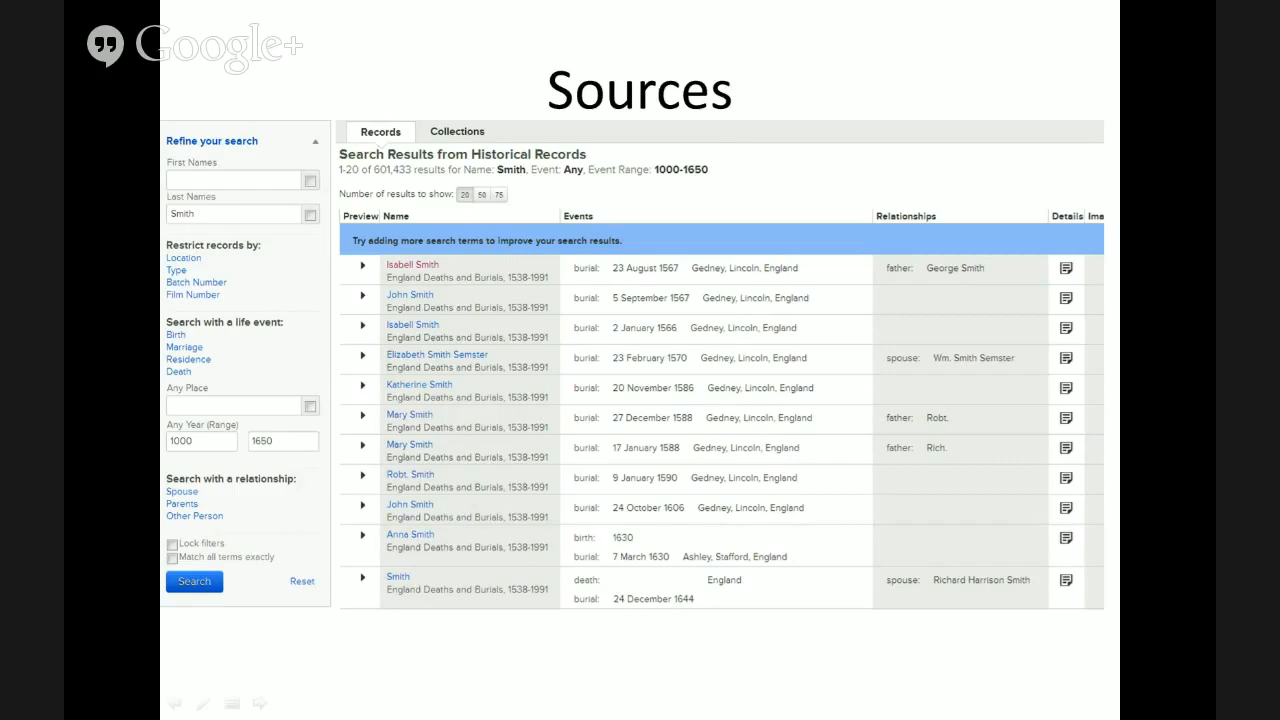 Google+
Sources
Refine your search
First Names
Last Names
Smith
Restrict records by:
Location
Type
Batch Number
Film Number
Search with a life event:
Birth
Marriage
Residence
Death
Any Place
Any Year (Range)
1000 1650
Search with a relationship:
Spouse
Parents
Other Person
Lock filters
Match all terms exactly
Search Reset
Records Collections
Search Results from Historical Records
1-20 of 601,433 results for Name: Smith, Event: Any, Event Range: 1000-1650
Number of results to show: 20 50 75
Preview Name Events Relationships Details Ima
Try adding more search terms to improve your search results.
Isabell Smith
England Deaths and Burials, 1538-1991
burial: 23 August 1567 Gedney, Lincoln, England father: George Smith
John Smith
England Deaths and Burials, 1538-1991
burial: 5 September 1567 Gedney, Lincoln, England
Isabell Smith
England Deaths and Burials, 1538-1991
burial: 2 January 1566 Gedney, Lincoln, England
Elizabeth Smith Semster
England Deaths and Burials, 1538-1991
burial: 23 February 1570 Gedney, Lincoln, England spouse: Wm. Smith Semster
Katherine Smith
England Deaths and Burials, 1538-1991
burial: 20 November 1586 Gedney, Lincoln, England
Mary Smith
England Deaths and Burials, 1538-1991
burial: 27 December 1588 Gedney, Lincoln, England father: Robt.
Mary Smith
England Deaths and Burials, 1538-1991
burial: 17 January 1588 Gedney, Lincoln, England father: Rich.
Robt. Smith
England Deaths and Burials, 1538-1991
burial: 9 January 1590 Gedney, Lincoln, England
John Smith
England Deaths and Burials, 1538-1991
burial: 24 October 1606 Gedney, Lincoln, England
Anna Smith
England Deaths and Burials, 1538-1991
birth: 1630
burial: 7 March 1630 Ashley, Stafford, England
Smith
England Deaths and Burials, 1538-1991
death: England spouse: Richard Harrison Smith
burial: 24 December 1644